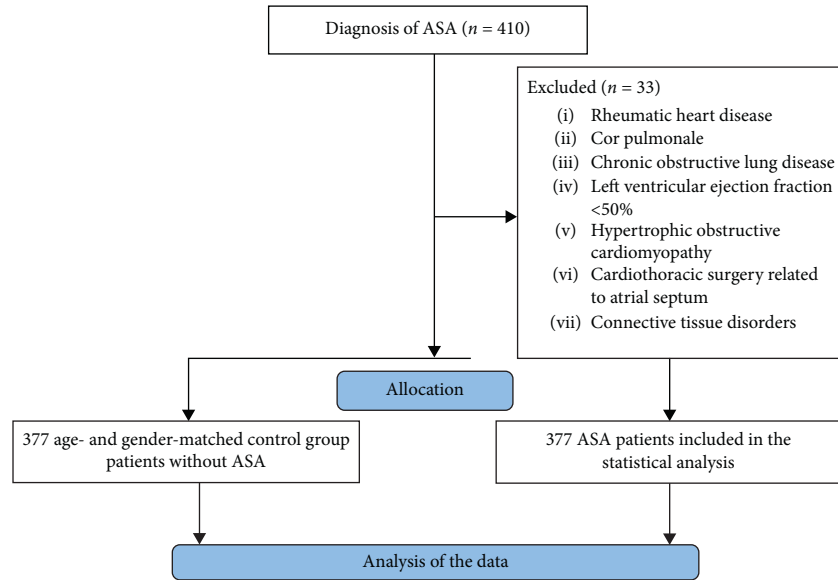 Diagnosis of ASA (n = 410)
Excluded (n = 33)
(i) Rheumatic heart disease
(ii) Cor pulmonale
(iii) Chronic obstructive lung disease
(iv) Left ventricular ejection fraction
<50%
(v) Hypertrophic obstructive
cardiomyopathy
(vi) Cardiothoracic surgery related
to atrial septum
(vii) Connective tissue disorders
Allocation
377 age- and gender-matched control group
patients without ASA
377 ASA patients included in the
statistical analysis
Analysis of the data